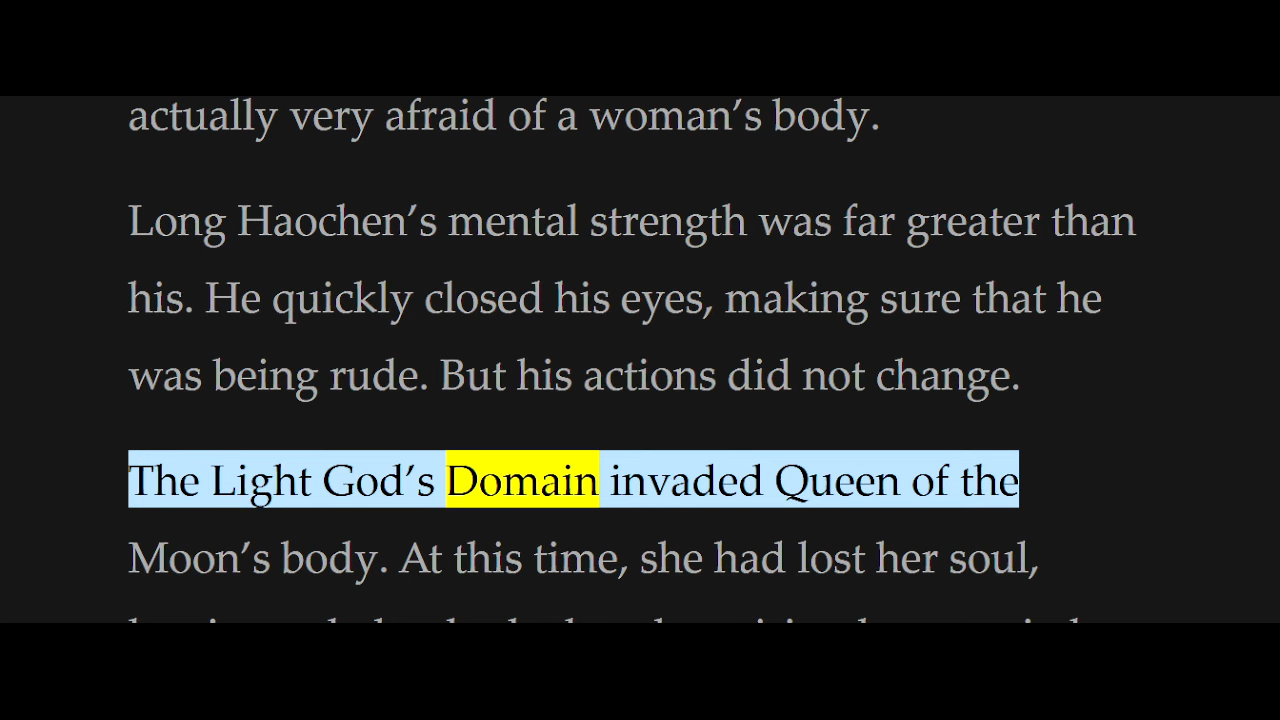 actually very afraid of a woman’s body.
Long Haochen’s mental strength was far greater than
his. He quickly closed his eyes, making sure that he
was being rude. But his actions did not change.
The Light God’s Domain invaded Queen of the
Moon’s body. At this time, she had lost her soul,